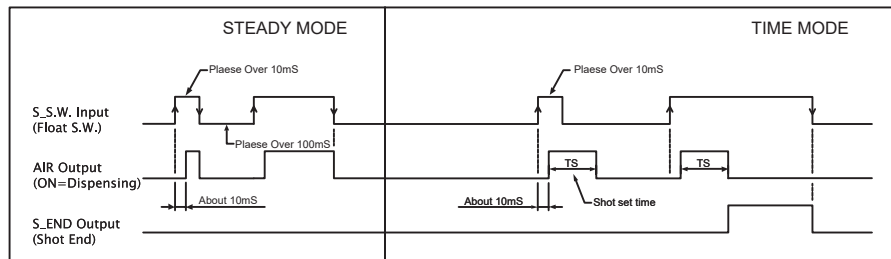 STEADY MODE
TIME MODE
Plaese Over 10mS
Plaese Over 10mS
S_S.W. Input
(Float S.W.)
Plaese Over 100mS
AIR Output
(ON=Dispensing)
TS
TS
About 10mS
About 10mS
Shot set time
S_END Output
(Shot End)